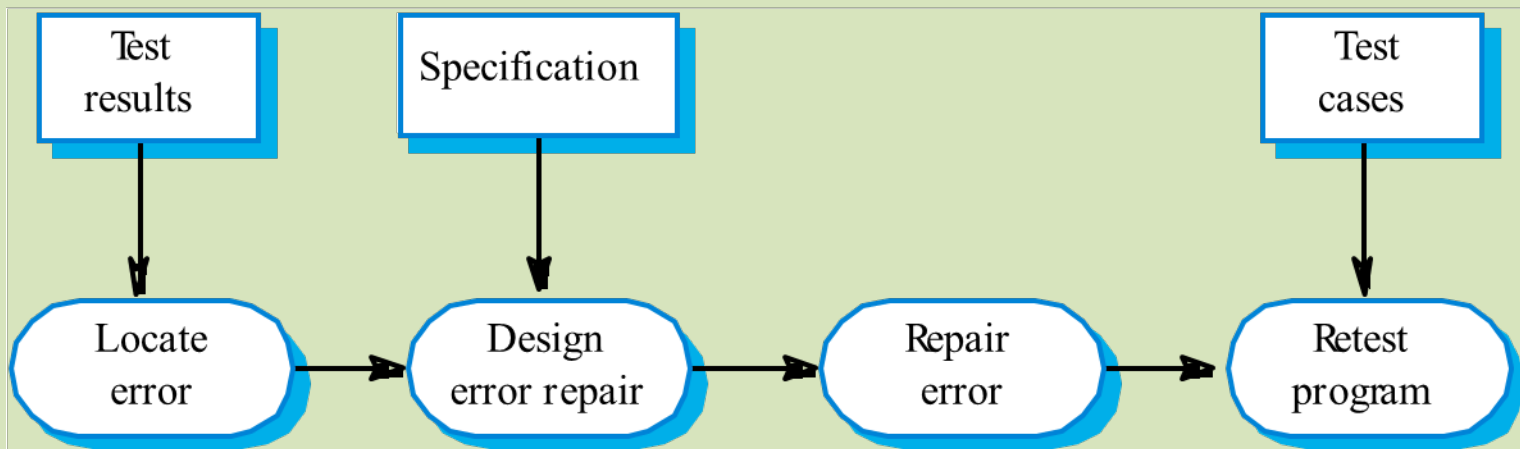 Test
results
Specification
Test
cases
Locate
error
Design
error repair
Repair
error
Retest
program